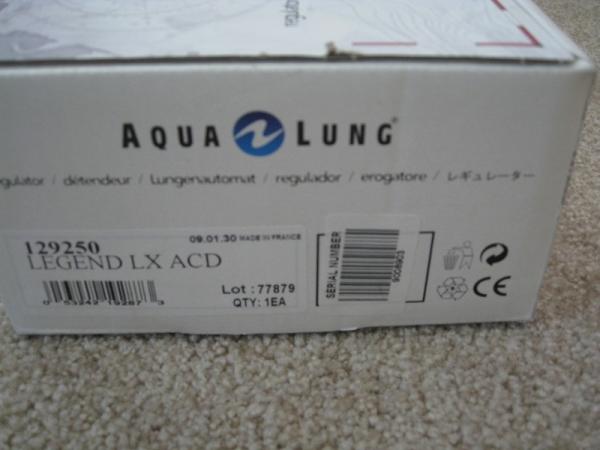 AQUA LUNG
egulator / détendeur / Lungenautomat / regulador / erogatore / レギュレーター
129250
09.01.30 MADE IN FRANCE
LEGEND LX ACD
Lot : 77879
QTY: 1EA
SERIAL NUMBER
CE